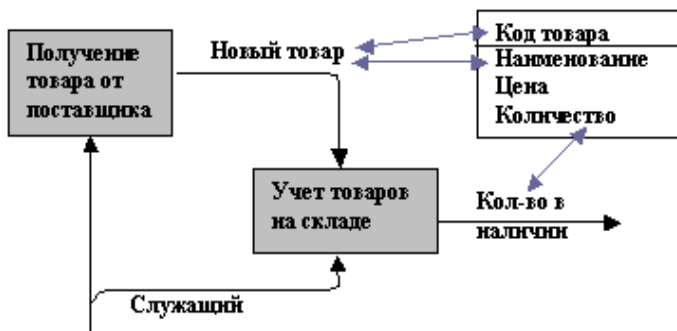 Получение
товара от
поставщика
Новый товар
Код товара
Наименование
Цена
Количество
Учет товаров
на складе
Кол-во в
наличии
Служащий